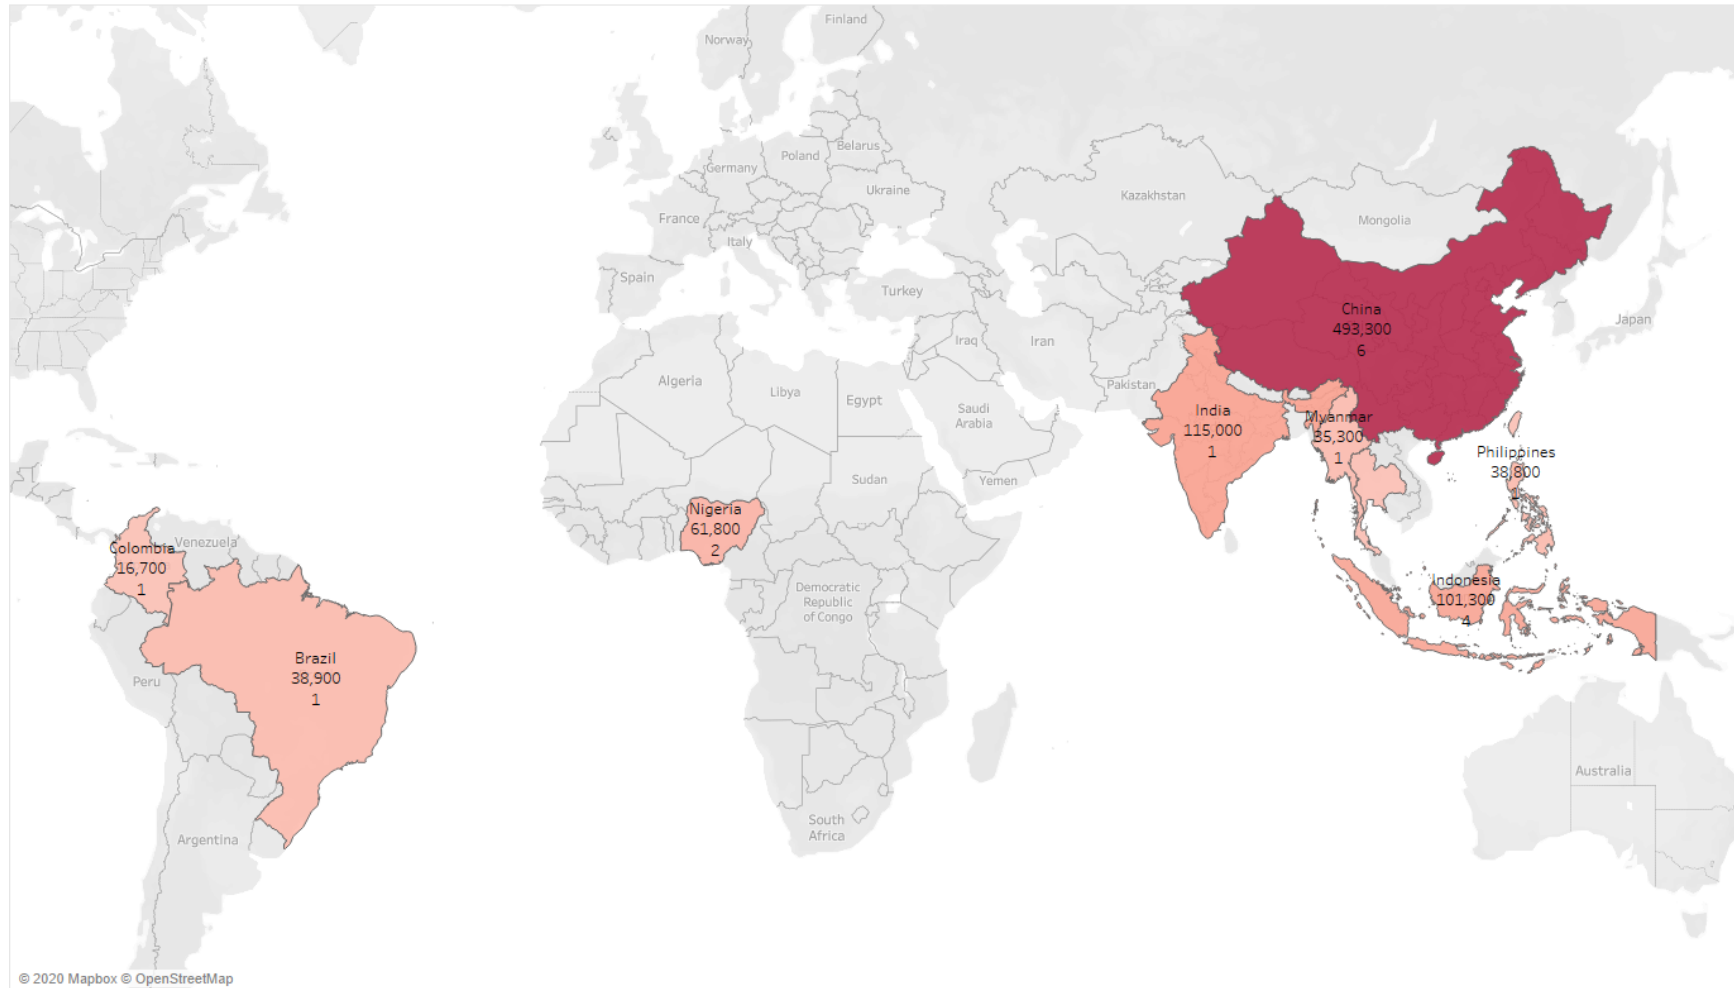 Finland
Norway
Belarus
Poland
Germany
Ukraine
Kazakhstan
France
Mongolia
Italy
Spain
Turkey
China
493,300
6
Japan
Iraq
Iran
Algeria
Pakistan
Libya
Egypt
Saudi
Arabia
India
115,000
1
Myanmar
35,300
1
Philippines
38,800
1
Sudan
Yemen
Nigeria
61,800
2
Venezuela
Colombia
16,700
1
Democratic
Republic
of Congo
Indonesia
101,300
4
Brazil
38,900
1
Peru
Australia
South
Africa
Argentina
© 2020 Mapbox © OpenStreetMap